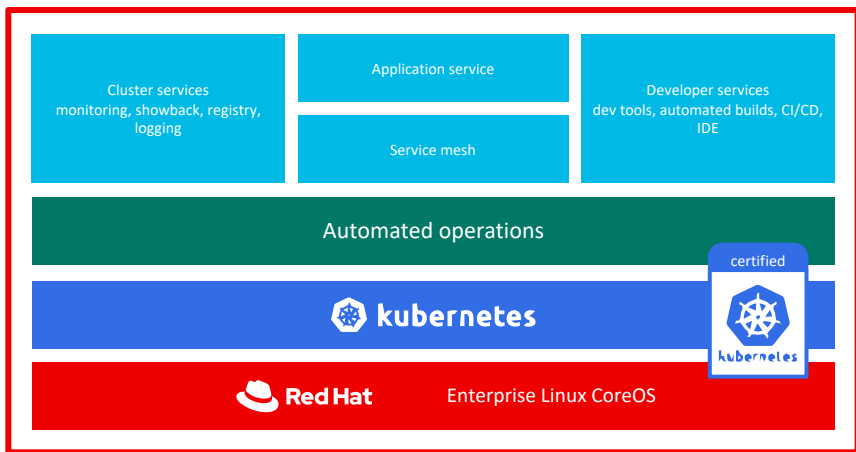 Cluster services
monitoring, showback, registry,
logging
Application service
Service mesh
Developer services
dev tools, automated builds, CI/CD,
IDE
Automated operations
certified
kubernetes
kubernetes
Red Hat Enterprise Linux CoreOS